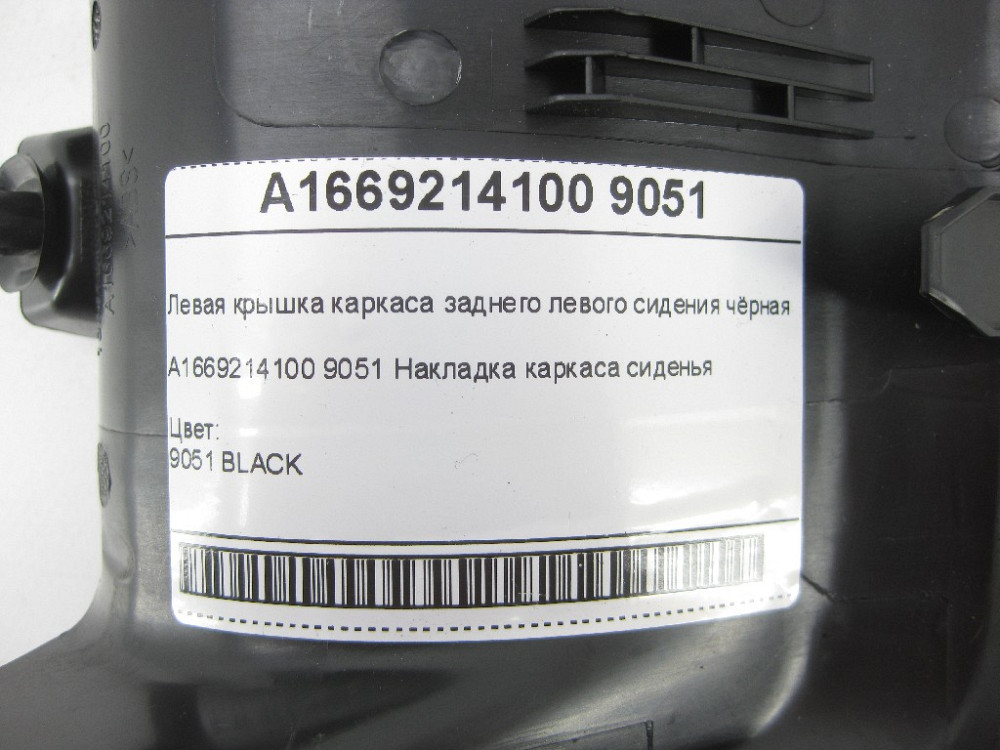 A1669214100 9051
Левая крышка каркаса заднего левого сидения чёрная
A1669214100 9051 Накладка каркаса сиденья
Цвет:
9051 BLACK